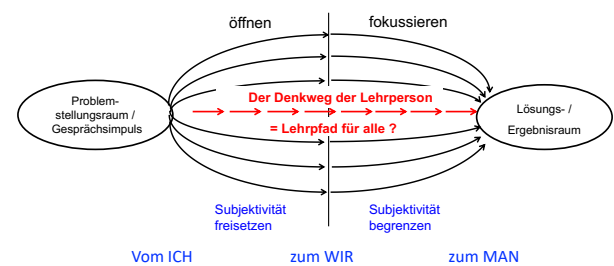 öffnen
fokussieren
Problem-
stellungsraum /
Gesprächsimpuls
Der Denkweg der Lehrperson
= Lehrpfad für alle ?
Lösungs- /
Ergebnisraum
Subjektivität
freisetzen
Subjektivität
begrenzen
Vom ICH
zum WIR
zum MAN